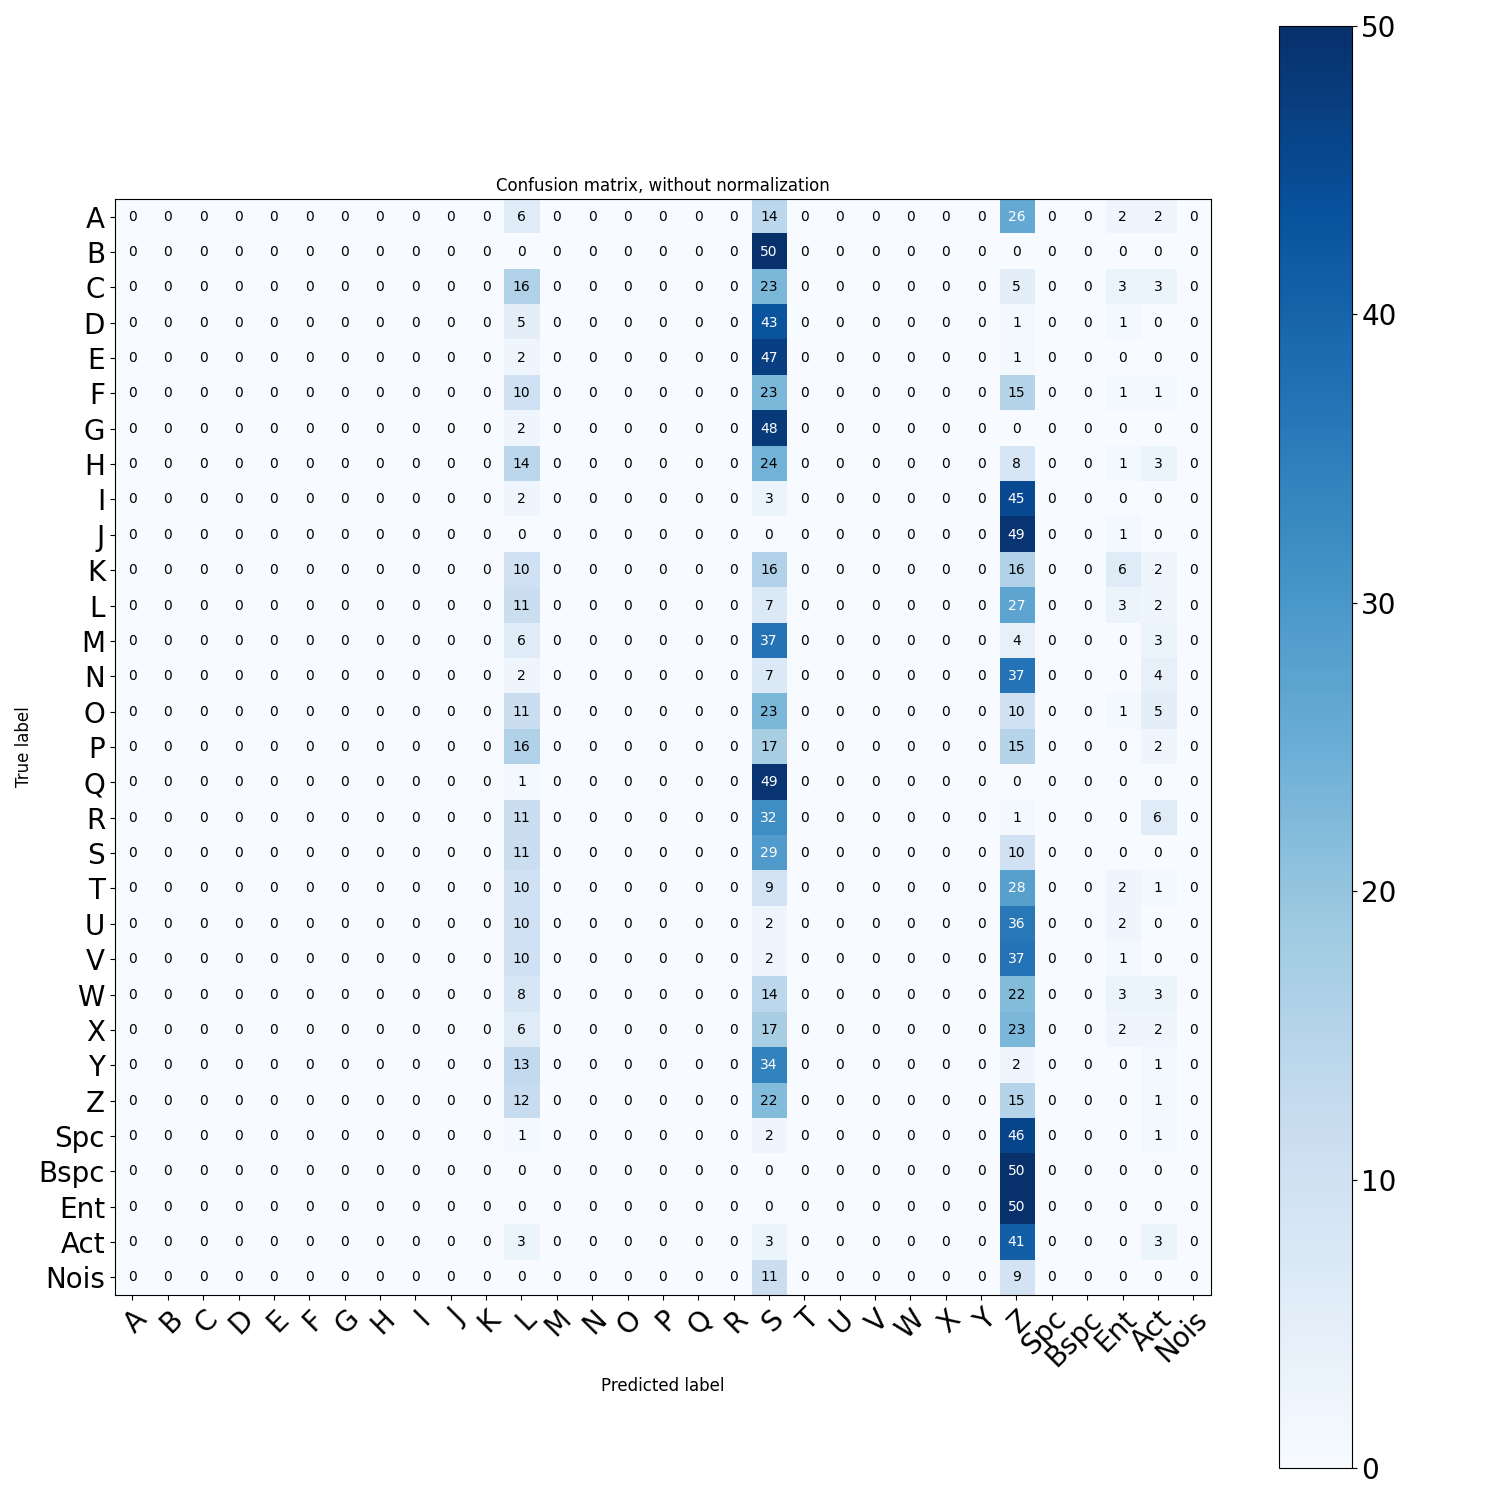 Confusion matrix, without normalization
A 0 0 0 0 0 0 0 0 0 0 0 6 0 0 0 0 0 0 14 0 0 0 0 0 0 26 0 0 2 2 0
B 0 0 0 0 0 0 0 0 0 0 0 0 0 0 0 0 0 0 50 0 0 0 0 0 0 0 0 0 0 0 0
C 0 0 0 0 0 0 0 0 0 0 0 16 0 0 0 0 0 0 23 0 0 0 0 0 0 5 0 0 3 3 0
D 0 0 0 0 0 0 0 0 0 0 0 5 0 0 0 0 0 0 43 0 0 0 0 0 0 1 0 0 1 0 0
E 0 0 0 0 0 0 0 0 0 0 0 2 0 0 0 0 0 0 47 0 0 0 0 0 0 1 0 0 0 0 0
F 0 0 0 0 0 0 0 0 0 0 0 10 0 0 0 0 0 0 23 0 0 0 0 0 0 15 0 0 1 1 0
G 0 0 0 0 0 0 0 0 0 0 0 2 0 0 0 0 0 0 48 0 0 0 0 0 0 0 0 0 0 0 0
H 0 0 0 0 0 0 0 0 0 0 0 14 0 0 0 0 0 0 24 0 0 0 0 0 0 8 0 0 1 3 0
I 0 0 0 0 0 0 0 0 0 0 0 2 0 0 0 0 0 0 3 0 0 0 0 0 0 45 0 0 0 0 0
J 0 0 0 0 0 0 0 0 0 0 0 0 0 0 0 0 0 0 0 0 0 0 0 0 0 49 0 0 1 0 0
K 0 0 0 0 0 0 0 0 0 0 0 10 0 0 0 0 0 0 16 0 0 0 0 0 0 16 0 0 6 2 0
L 0 0 0 0 0 0 0 0 0 0 0 11 0 0 0 0 0 0 7 0 0 0 0 0 0 27 0 0 3 2 0
M 0 0 0 0 0 0 0 0 0 0 0 6 0 0 0 0 0 0 37 0 0 0 0 0 0 4 0 0 0 3 0
N 0 0 0 0 0 0 0 0 0 0 0 2 0 0 0 0 0 0 7 0 0 0 0 0 0 37 0 0 0 4 0
O 0 0 0 0 0 0 0 0 0 0 0 11 0 0 0 0 0 0 23 0 0 0 0 0 0 10 0 0 1 5 0
P 0 0 0 0 0 0 0 0 0 0 0 16 0 0 0 0 0 0 17 0 0 0 0 0 0 15 0 0 0 2 0
Q 0 0 0 0 0 0 0 0 0 0 0 1 0 0 0 0 0 0 49 0 0 0 0 0 0 0 0 0 0 0 0
R 0 0 0 0 0 0 0 0 0 0 0 11 0 0 0 0 0 0 32 0 0 0 0 0 0 1 0 0 0 6 0
S 0 0 0 0 0 0 0 0 0 0 0 11 0 0 0 0 0 0 29 0 0 0 0 0 0 10 0 0 0 0 0
T 0 0 0 0 0 0 0 0 0 0 0 10 0 0 0 0 0 0 9 0 0 0 0 0 0 28 0 0 2 1 0
U 0 0 0 0 0 0 0 0 0 0 0 10 0 0 0 0 0 0 2 0 0 0 0 0 0 36 0 0 2 0 0
V 0 0 0 0 0 0 0 0 0 0 0 10 0 0 0 0 0 0 2 0 0 0 0 0 0 37 0 0 1 0 0
W 0 0 0 0 0 0 0 0 0 0 0 8 0 0 0 0 0 0 14 0 0 0 0 0 0 22 0 0 3 3 0
X 0 0 0 0 0 0 0 0 0 0 0 6 0 0 0 0 0 0 17 0 0 0 0 0 0 23 0 0 2 2 0
Y 0 0 0 0 0 0 0 0 0 0 0 13 0 0 0 0 0 0 34 0 0 0 0 0 0 2 0 0 0 1 0
Z 0 0 0 0 0 0 0 0 0 0 0 12 0 0 0 0 0 0 22 0 0 0 0 0 0 15 0 0 0 1 0
Spc 0 0 0 0 0 0 0 0 0 0 0 1 0 0 0 0 0 0 2 0 0 0 0 0 0 46 0 0 0 1 0
Bspc 0 0 0 0 0 0 0 0 0 0 0 0 0 0 0 0 0 0 0 0 0 0 0 0 0 50 0 0 0 0 0
Ent 0 0 0 0 0 0 0 0 0 0 0 0 0 0 0 0 0 0 0 0 0 0 0 0 0 50 0 0 0 0 0
Act 0 0 0 0 0 0 0 0 0 0 0 3 0 0 0 0 0 0 3 0 0 0 0 0 0 41 0 0 0 3 0
Nois 0 0 0 0 0 0 0 0 0 0 0 0 0 0 0 0 0 0 11 0 0 0 0 0 0 9 0 0 0 0 0
A B C D E F G H I J K L M N O P Q R S T U V W X Y Z Spc Bspc Ent Act Nois
Predicted label
True label
50
40
30
20
10
0